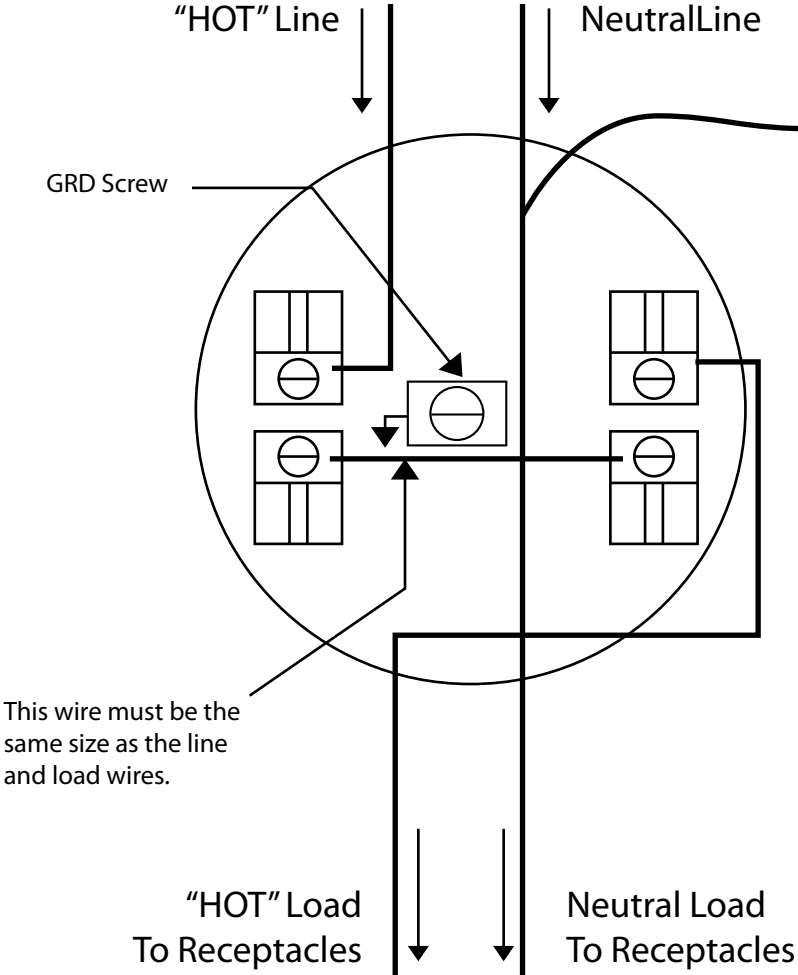 “HOT” Line
NeutralLine
GRD Screw
This wire must be the
same size as the line
and load wires.
“HOT” Load
To Receptacles
Neutral Load
To Receptacles